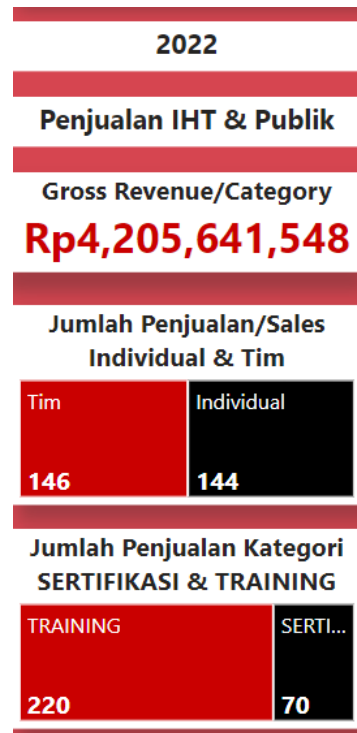 2022
Penjualan IHT & Publik
Gross Revenue/Category
Rp4,205,641,548
Jumlah Penjualan/Sales
Individual & Tim
Tim
Individual
146
144
Jumlah Penjualan Kategori
SERTIFIKASI & TRAINING
TRAINING
SERTI...
220
70